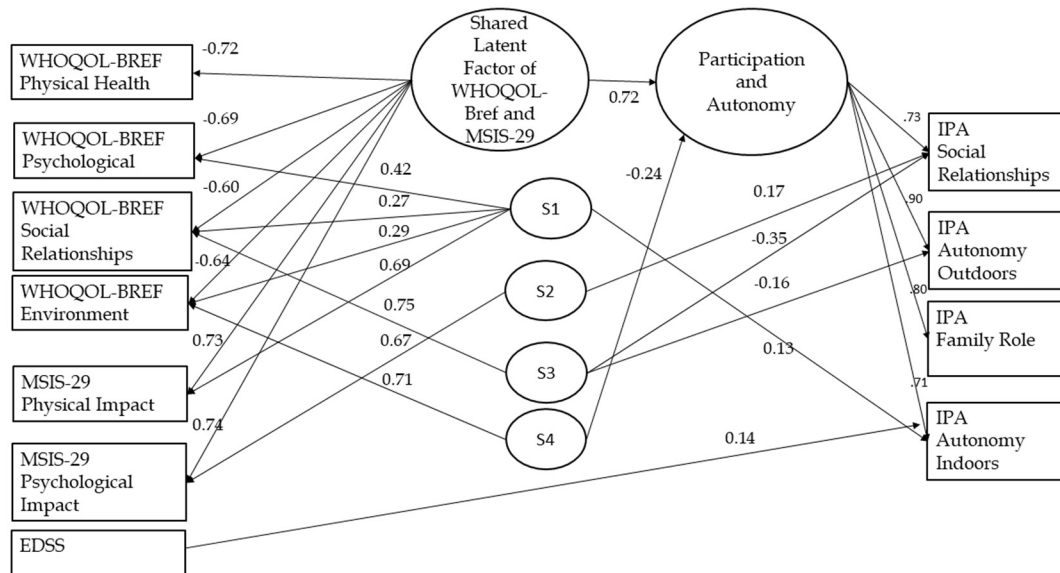 WHOQOL-BREF
Physical Health
WHOQOL-BREF
Psychological
WHOQOL-BREF
Social
Relationships
WHOQOL-BREF
Environment
MSIS-29
Physical Impact
MSIS-29
Psychological
Impact
EDSS
-0.72
-0.69
-0.60
-0.64
0.73
0.74
0.42
0.27
0.29
0.69
0.75
0.67
0.71
Shared
Latent
Factor of
WHOQOL-
Bref and
MSIS-29
S1
S2
S3
S4
0.72
-0.24
Participation
and
Autonomy
0.17
-0.35
-0.16
0.13
0.14
.73
.90
.80
.71
IPA
Social
Relationships
IPA
Autonomy
Outdoors
IPA
Family Role
IPA
Autonomy
Indoors